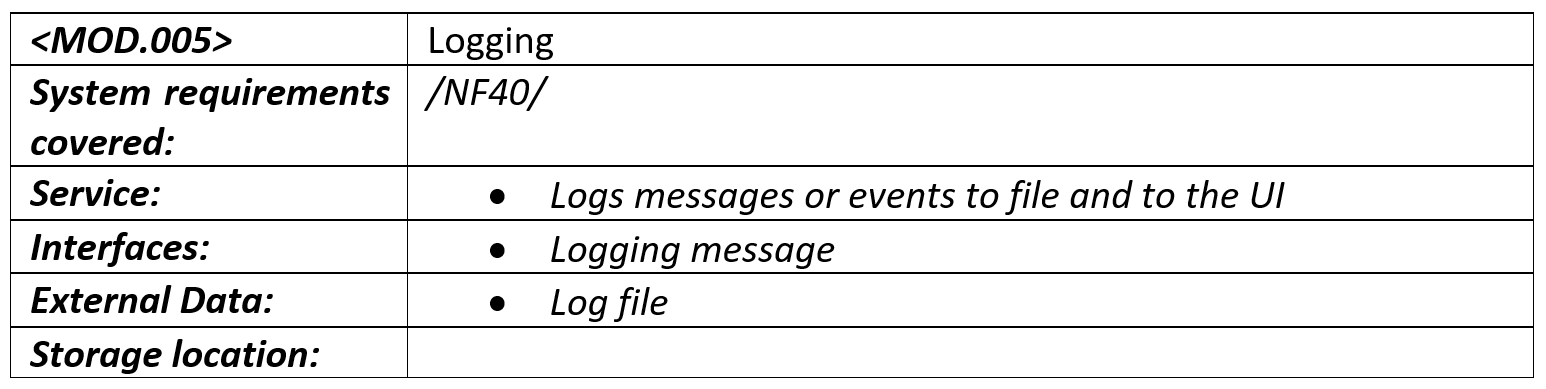 <MOD.005> Logging
System requirements /NF40/
covered:
Service: • Logs messages or events to file and to the UI
Interfaces: • Logging message
External Data: • Log file
Storage location: